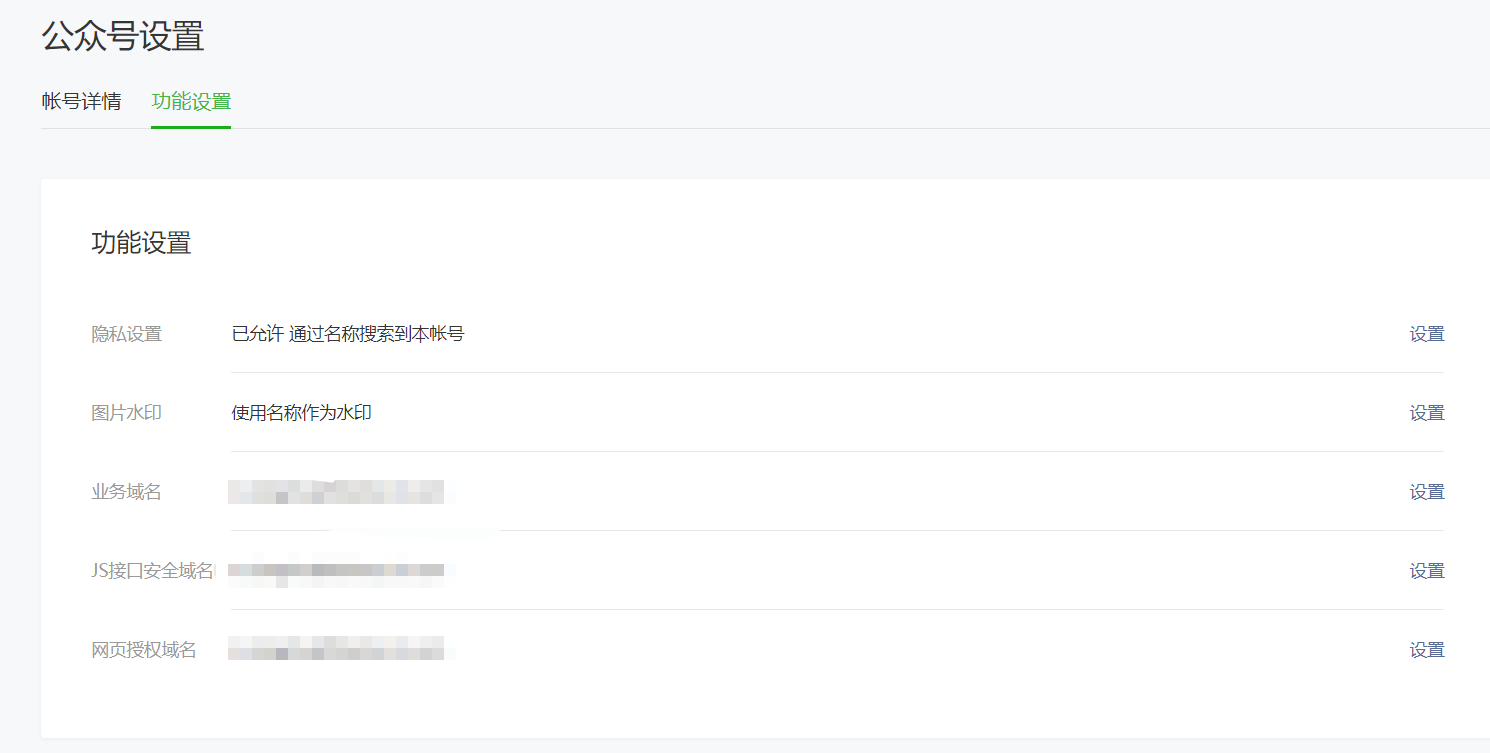 公众号设置
帐号详情 功能设置
功能设置
隐私设置 已允许 通过名称搜索到本帐号 设置
图片水印 使用名称作为水印 设置
业务域名 设置
JS接口安全域名 设置
网页授权域名 设置